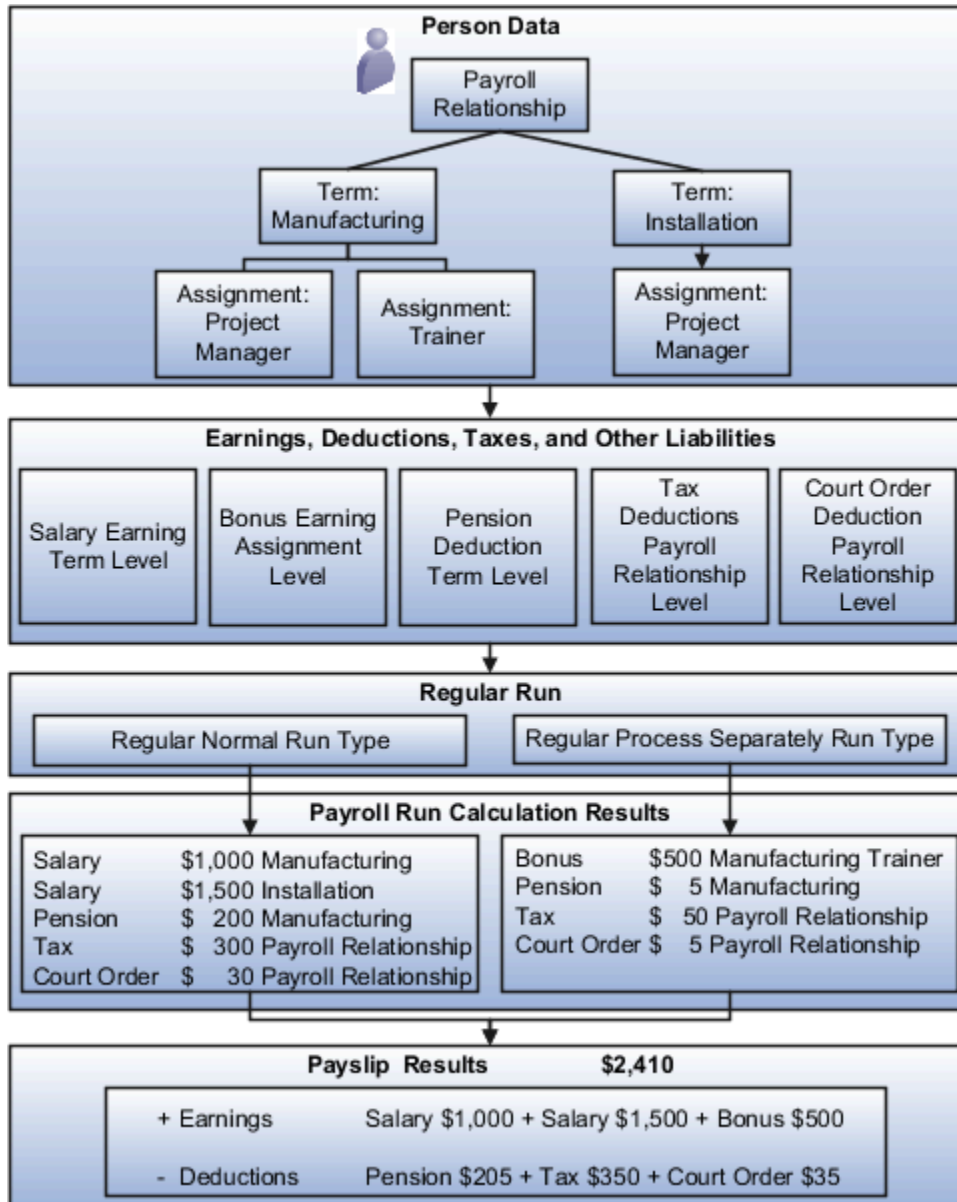 Person Data
Payroll
Relationship
Term:
Manufacturing
Term:
Installation
Assignment:
Project
Manager
Assignment:
Trainer
Assignment:
Project
Manager
Earnings, Deductions, Taxes, and Other Liabilities
Salary Earning
Term Level
Bonus Earning
Assignment
Level
Pension
Deduction
Term Level
Tax
Deductions
Payroll
Relationship
Level
Court Order
Deduction
Payroll
Relationship
Level
Regular Run
Regular Normal Run Type
Regular Process Separately Run Type
Payroll Run Calculation Results
Salary $1,000 Manufacturing
Salary $1,500 Installation
Pension $ 200 Manufacturing
Tax $ 300 Payroll Relationship
Court Order $ 30 Payroll Relationship
Bonus $500 Manufacturing Trainer
Pension $ 5 Manufacturing
Tax $ 50 Payroll Relationship
Court Order $ 5 Payroll Relationship
Payslip Results $2,410
+ Earnings Salary $1,000 + Salary $1,500 + Bonus $500
- Deductions Pension $205 + Tax $350 + Court Order $35